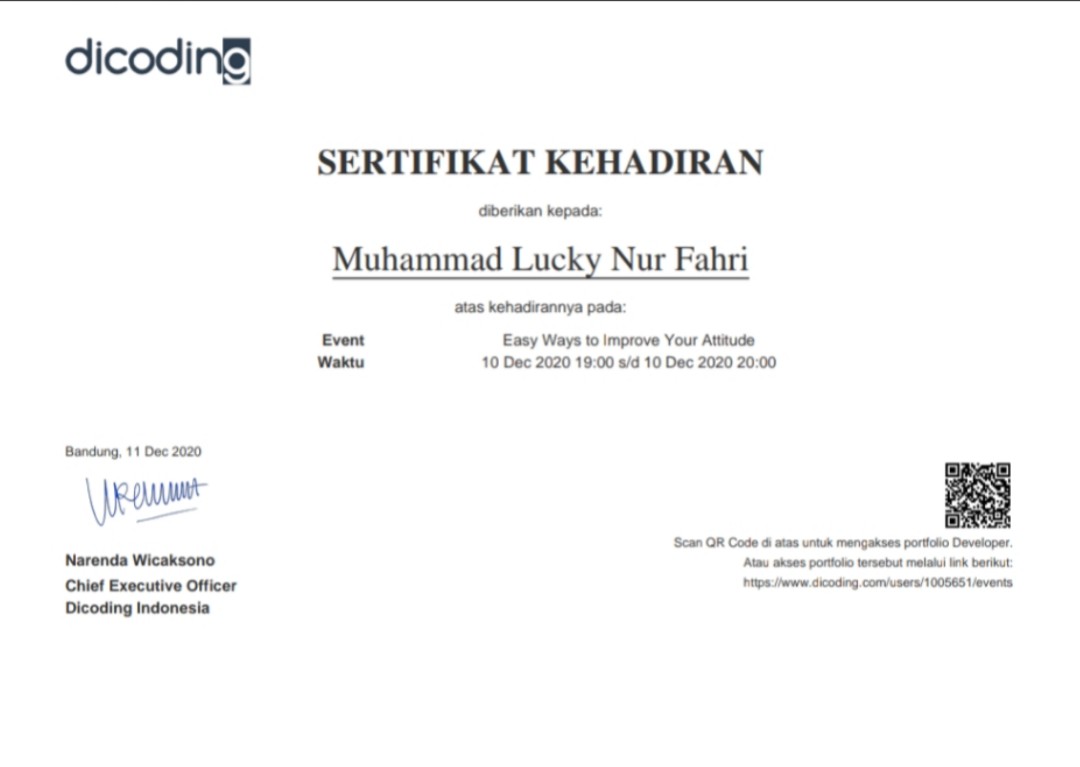 dicoding
SERTIFIKAT KEHADIRAN
diberikan kepada:
Muhammad Lucky Nur Fahri
atas kehadirannya pada:
Event Easy Ways to Improve Your Attitude
Waktu 10 Dec 2020 19:00 s/d 10 Dec 2020 20:00
Bandung, 11 Dec 2020
Narenda Wicaksono
Chief Executive Officer
Dicoding Indonesia
Scan QR Code di atas untuk mengakses portfolio Developer.
Atau akses portfolio tersebut melalui link berikut:
https://www.dicoding.com/users/1005651/events